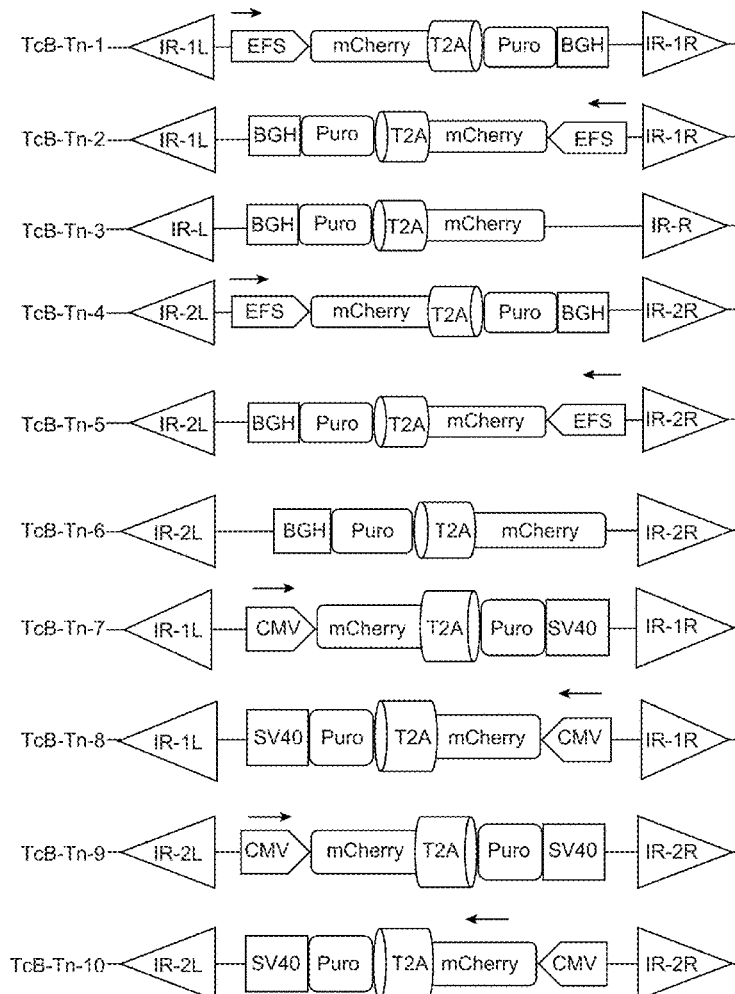 TcB-Tn-1 IR-1L EFS mCherry T2A Puro BGH IR-1R
TcB-Tn-2 IR-1L BGH Puro T2A mCherry EFS IR-1R
TcB-Tn-3 IR-L BGH Puro T2A mCherry IR-R
TcB-Tn-4 IR-2L EFS mCherry T2A Puro BGH IR-2R
TcB-Tn-5 IR-2L BGH Puro T2A mCherry EFS IR-2R
TcB-Tn-6 IR-2L BGH Puro T2A mCherry IR-2R
TcB-Tn-7 IR-1L CMV mCherry T2A Puro SV40 IR-1R
TcB-Tn-8 IR-1L SV40 Puro T2A mCherry CMV IR-1R
TcB-Tn-9 IR-2L CMV mCherry T2A Puro SV40 IR-2R
TcB-Tn-10 IR-2L SV40 Puro T2A mCherry CMV IR-2R